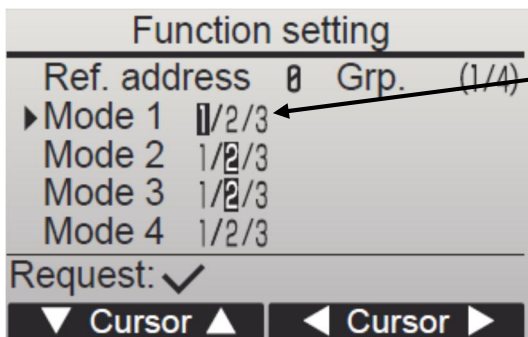 Function setting
Ref. address 0 Grp. (1/4)
Mode 1 1/2/3
Mode 2 1/2/3
Mode 3 1/2/3
Mode 4 1/2/3
Request: ✓
▼ Cursor ▲ ◀ Cursor ▶